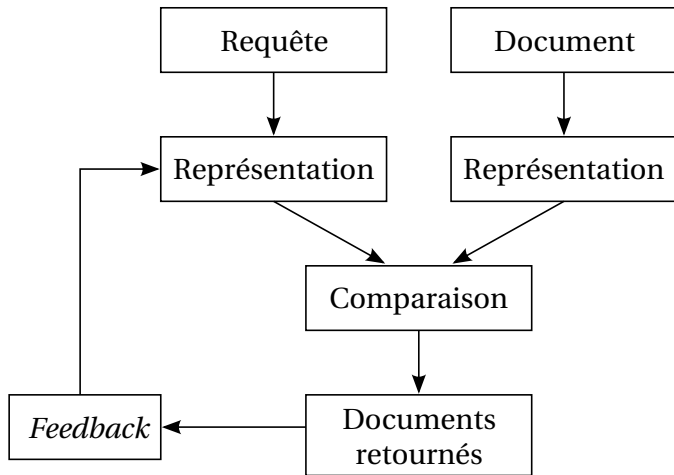 Requête
Document
Représentation
Représentation
Comparaison
Feedback
Documents
retournés